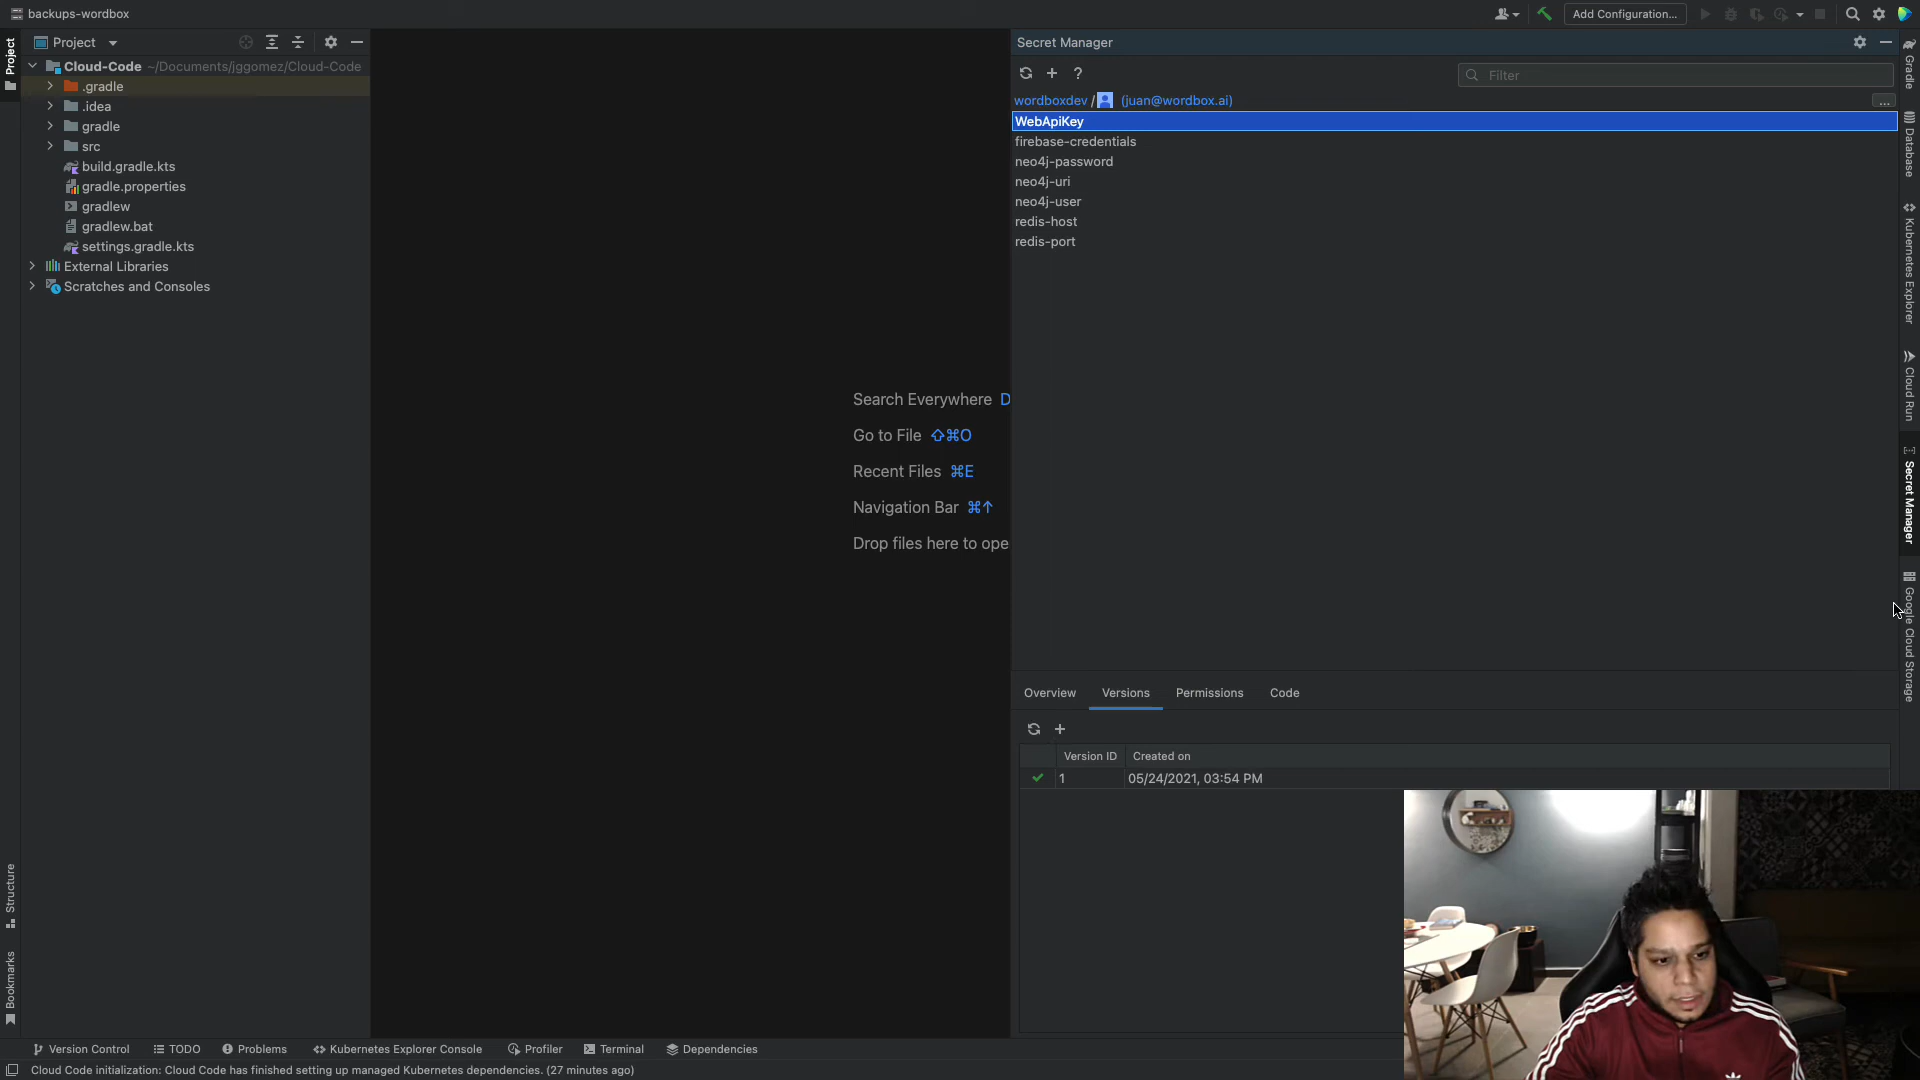 backups-wordbox
Add Configuration...
Project
Cloud-Code ~/Documents/jggomez/Cloud-Code
.gradle
.idea
gradle
src
build.gradle.kts
gradle.properties
gradlew
gradlew.bat
settings.gradle.kts
External Libraries
Scratches and Consoles
Project
Structure
Bookmarks
Search Everywhere D
Go to File ⇧⌘O
Recent Files ⌘E
Navigation Bar ⌘↑
Drop files here to ope
Secret Manager
?
Filter
wordboxdev / (juan@wordbox.ai)
...
WebApiKey
firebase-credentials
neo4j-password
neo4j-uri
neo4j-user
redis-host
redis-port
Overview Versions Permissions Code
Version ID Created on
1 05/24/2021, 03:54 PM
Gradle
Database
Kubernetes Explorer
Cloud Run
Secret Manager
Google Cloud Storage
Version Control TODO Problems Kubernetes Explorer Console Profiler Terminal Dependencies
Cloud Code initialization: Cloud Code has finished setting up managed Kubernetes dependencies. (27 minutes ago)